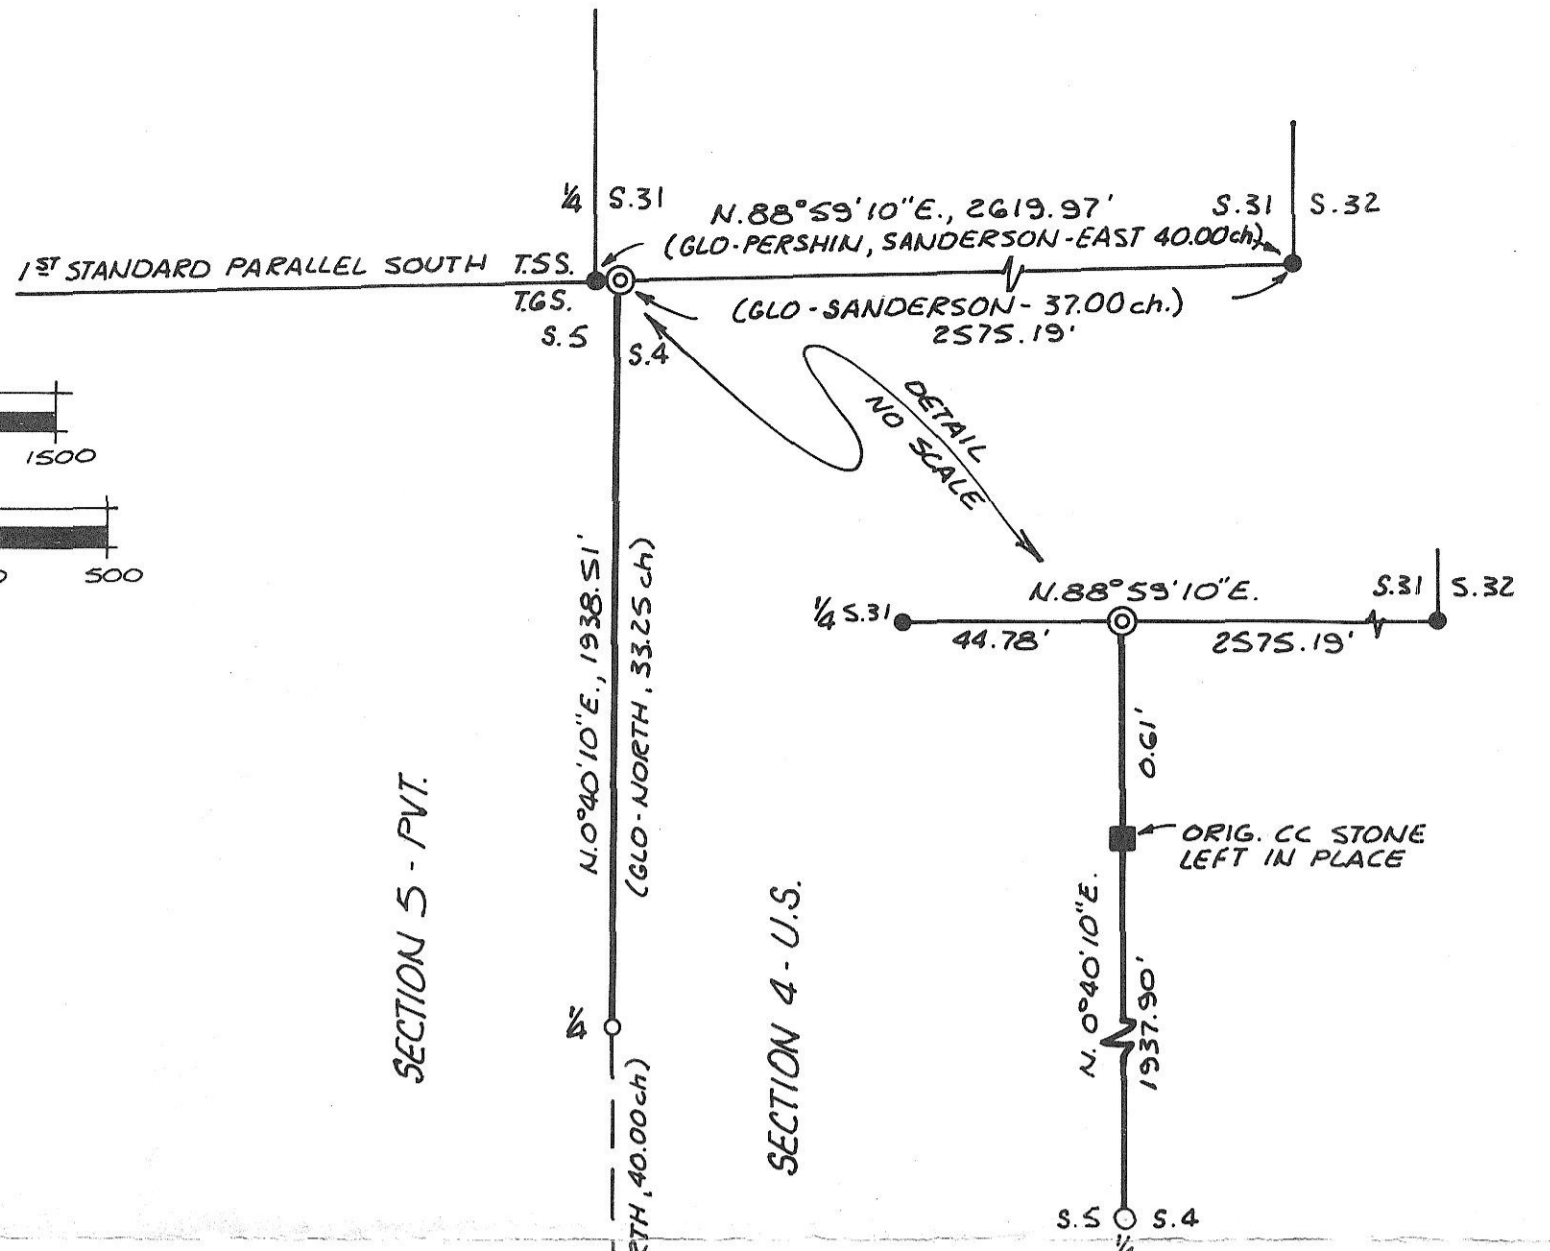 ¼ S.31
N.88°59'10"E., 2619.97'
S.31 S.32
(GLO-PERSHIN, SANDERSON-EAST 40.00ch)
1ST STANDARD PARALLEL SOUTH T.5S.
T.6S.
(GLO-SANDERSON- 37.00ch.)
2575.19'
S.5 S.4
DETAIL
NO SCALE
1500
500
N.88°59'10"E.
S.31 S.32
¼ S.31
44.78'
2575.19'
N.0°40'10"E., 1938.51'
(GLO-NORTH, 33.25ch)
0.61'
ORIG. CC STONE
LEFT IN PLACE
SECTION 5 - PVT.
SECTION 4 - U.S.
N. 0°40'10"E.
1937.90'
¼
RTH, 40.00ch)
S.5 S.4
¼